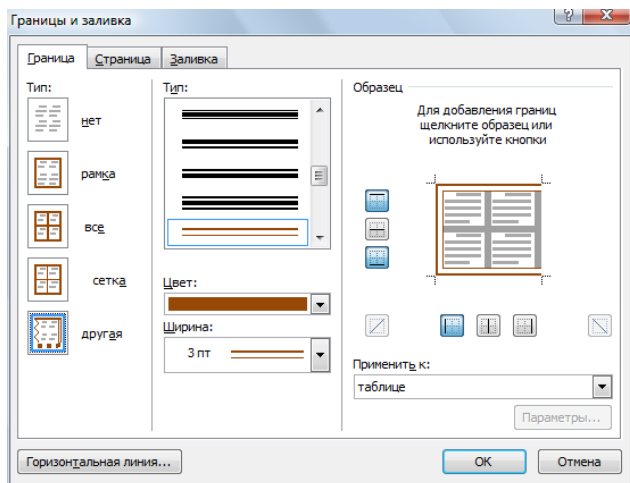 Границы и заливка
Граница
Страница
Заливка
Тип:
нет
рамка
все
сетка
другая
Тип:
Цвет:
Ширина:
3 пт
Образец
Для добавления границ
щелкните образец или
используйте кнопки
Применить к:
таблице
Параметры...
Горизонтальная линия...
ОК
Отмена